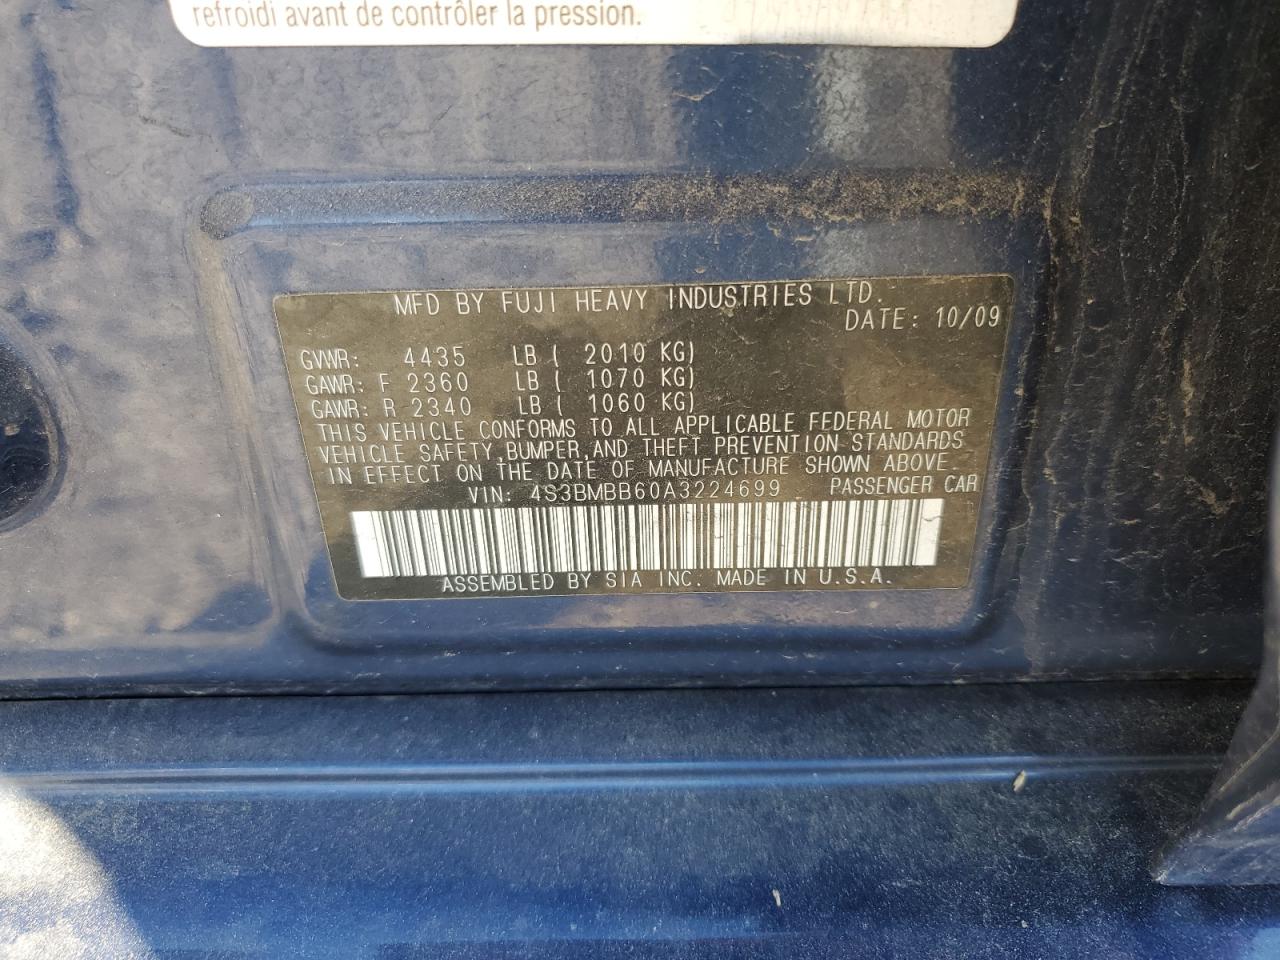 refroidi avant de contrôler la pression.
MFD BY FUJI HEAVY INDUSTRIES LTD.
DATE: 10/09
GVWR: 4435 LB ( 2010 KG)
GAWR: F 2360 LB ( 1070 KG)
GAWR: R 2340 LB ( 1060 KG)
THIS VEHICLE CONFORMS TO ALL APPLICABLE FEDERAL MOTOR
VEHICLE SAFETY, BUMPER, AND THEFT PREVENTION STANDARDS
IN EFFECT ON THE DATE OF MANUFACTURE SHOWN ABOVE.
VIN: 4S3BMBB60A3224699 PASSENGER CAR
ASSEMBLED BY SIA INC. MADE IN U.S.A.